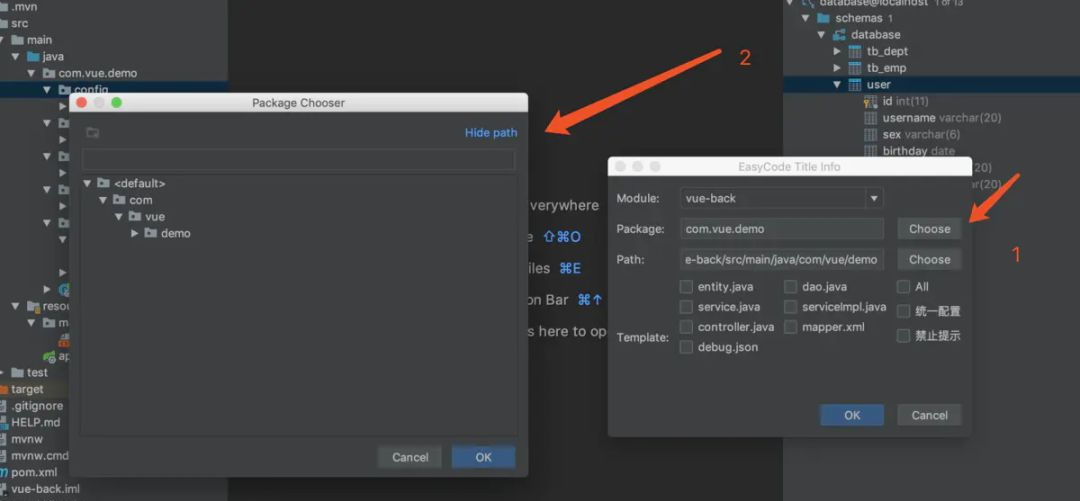 .mvn
src
main
java
com.vue.demo
config
test
target
.gitignore
HELP.md
mvnw
mvnw.cmd
pom.xml
vue-back.iml
Package Chooser
Hide path
<default>
com
vue
demo
Cancel
OK
2
verywhere
⇧⌘O
iles ⌘E
on Bar ⌘↑
s here to op
database@localhost 1 of 13
schemas 1
database
tb_dept
tb_emp
user
id int(11)
username varchar(20)
sex varchar(6)
birthday date
20)
20)
EasyCode Title Info
Module: vue-back
Package: com.vue.demo Choose
Path: e-back/src/main/java/com/vue/demo Choose
entity.java dao.java All
service.java serviceImpl.java 统一配置
controller.java mapper.xml 禁止提示
Template:
debug.json
OK Cancel
1